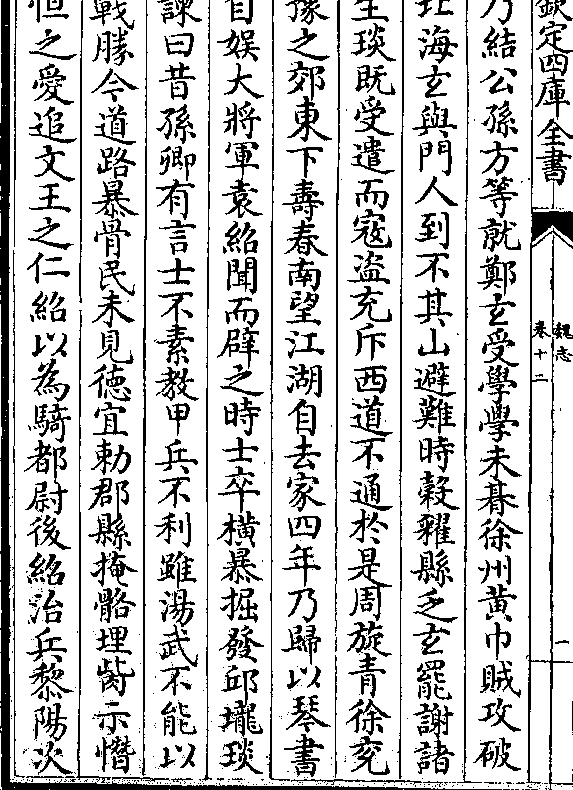 欽定四庫全書
魏志
卷十二
一
乃結公孫方等就鄭玄受學學未朞徐州黃巾賊攻破
北海玄與門人到不其山避難時穀糴縣乏玄罷謝諸
生琰既受遣而寇盜充斥西道不通於是周旋青徐兗
豫之郊東下壽春南望江湖自去家四年乃歸以琴書
自娛大將軍袁紹聞而辟之時士卒橫暴掘發邱壠琰
諫曰昔孫卿有言士不素教甲兵不利雖湯武不能以
戰勝今道路暴骨民未見德宜勅郡縣掩骼埋胔示憯
怛之愛追文王之仁紹以為騎都尉後紹治兵黎陽次